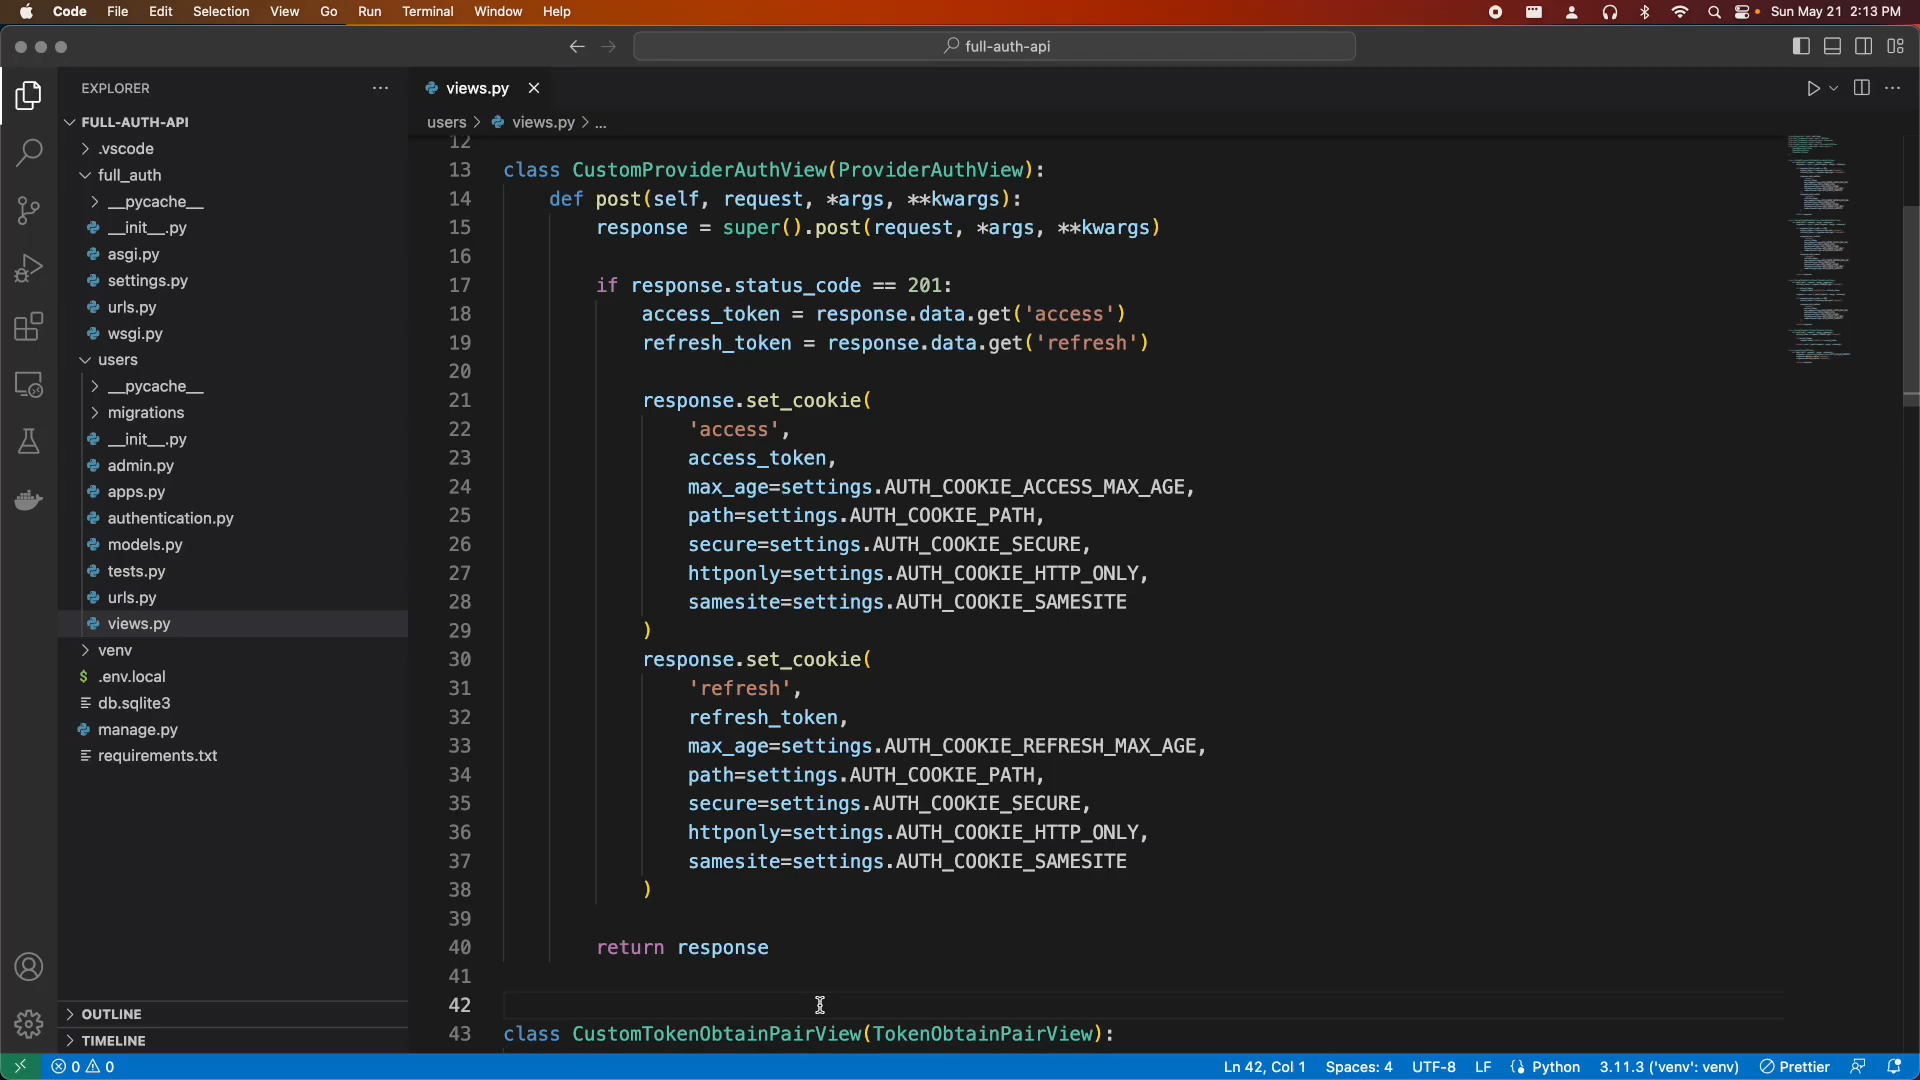 Code File Edit Selection View Go Run Terminal Window Help Sun May 21 2:13 PM
full-auth-api
EXPLORER
FULL-AUTH-API
.vscode
full_auth
__pycache__
__init__.py
asgi.py
settings.py
urls.py
wsgi.py
users
__pycache__
migrations
__init__.py
admin.py
apps.py
authentication.py
models.py
tests.py
urls.py
views.py
venv
$ .env.local
db.sqlite3
manage.py
requirements.txt
OUTLINE
TIMELINE
views.py
users > views.py > ...
12
13 class CustomProviderAuthView(ProviderAuthView):
14 def post(self, request, *args, **kwargs):
15 response = super().post(request, *args, **kwargs)
16
17 if response.status_code == 201:
18 access_token = response.data.get('access')
19 refresh_token = response.data.get('refresh')
20
21 response.set_cookie(
22 'access',
23 access_token,
24 max_age=settings.AUTH_COOKIE_ACCESS_MAX_AGE,
25 path=settings.AUTH_COOKIE_PATH,
26 secure=settings.AUTH_COOKIE_SECURE,
27 httponly=settings.AUTH_COOKIE_HTTP_ONLY,
28 samesite=settings.AUTH_COOKIE_SAMESITE
29 )
30 response.set_cookie(
31 'refresh',
32 refresh_token,
33 max_age=settings.AUTH_COOKIE_REFRESH_MAX_AGE,
34 path=settings.AUTH_COOKIE_PATH,
35 secure=settings.AUTH_COOKIE_SECURE,
36 httponly=settings.AUTH_COOKIE_HTTP_ONLY,
37 samesite=settings.AUTH_COOKIE_SAMESITE
38 )
39
40 return response
41
42
43 class CustomTokenObtainPairView(TokenObtainPairView):
0 0 Ln 42, Col 1 Spaces: 4 UTF-8 LF Python 3.11.3 ('venv': venv) Prettier